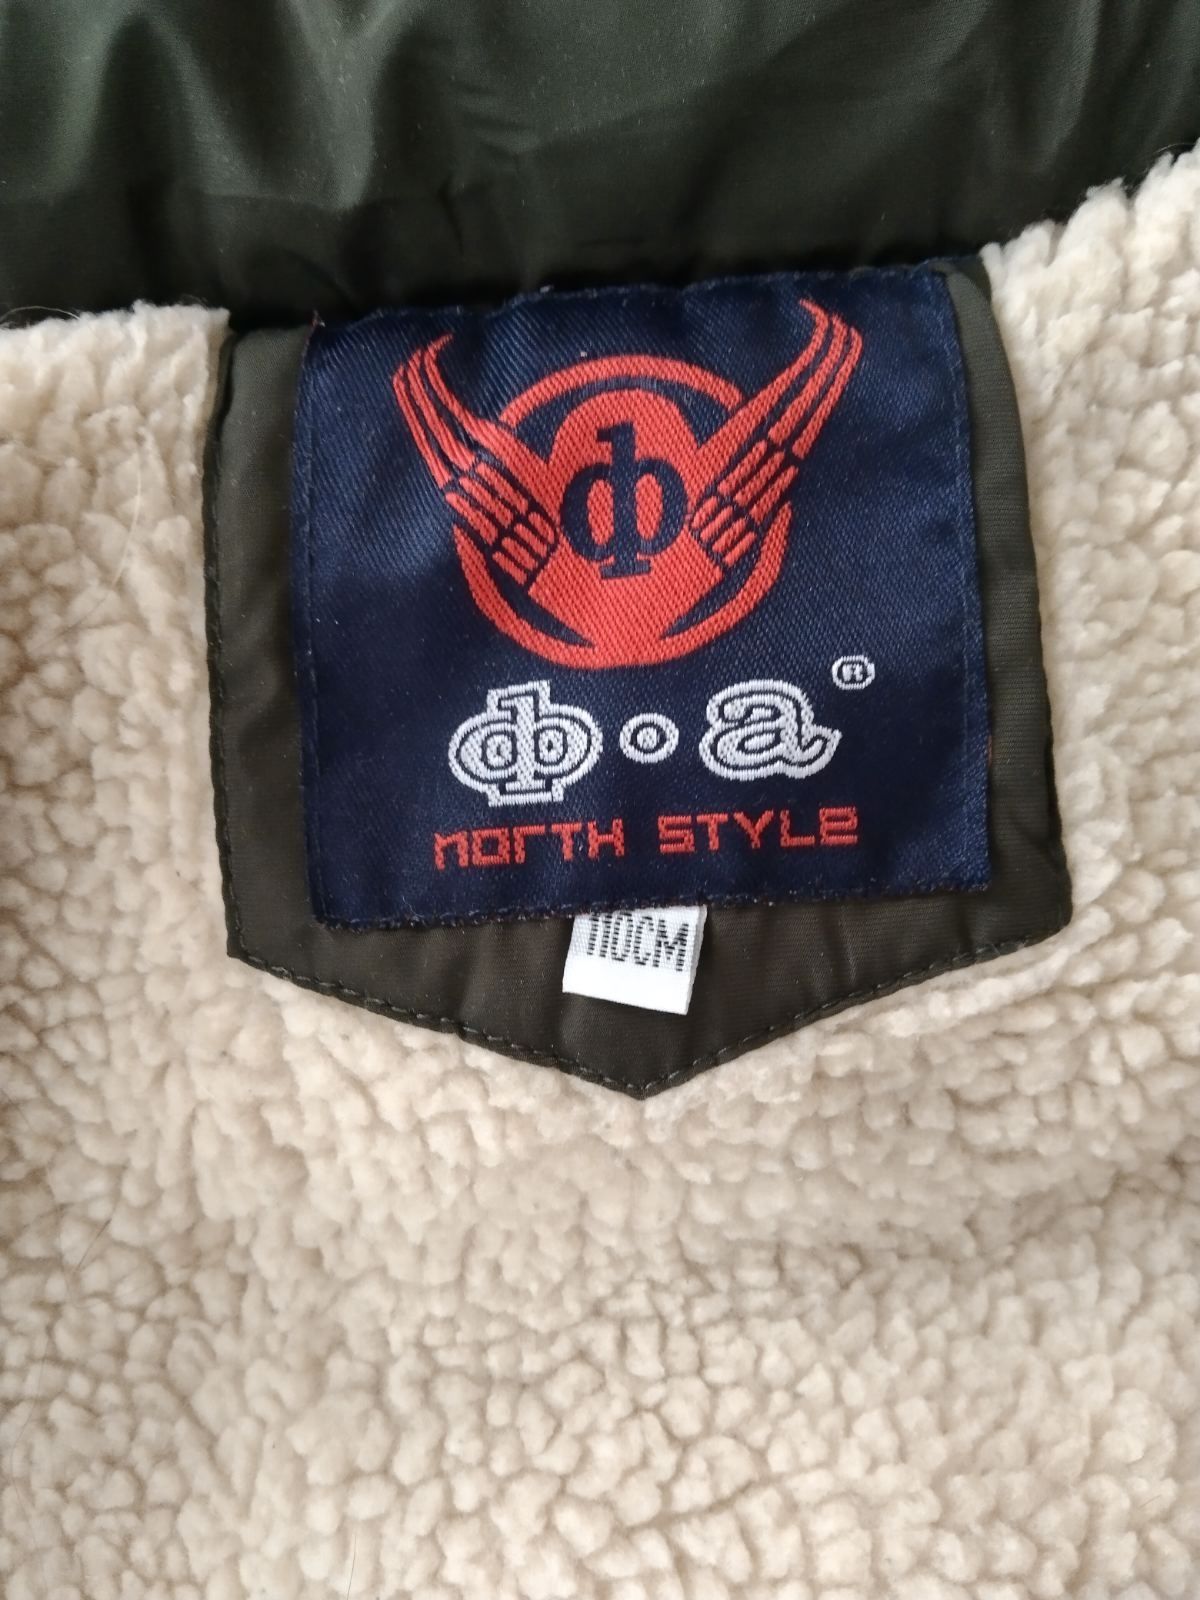 ф
ф o a ®
NORTH STYLE
110CM